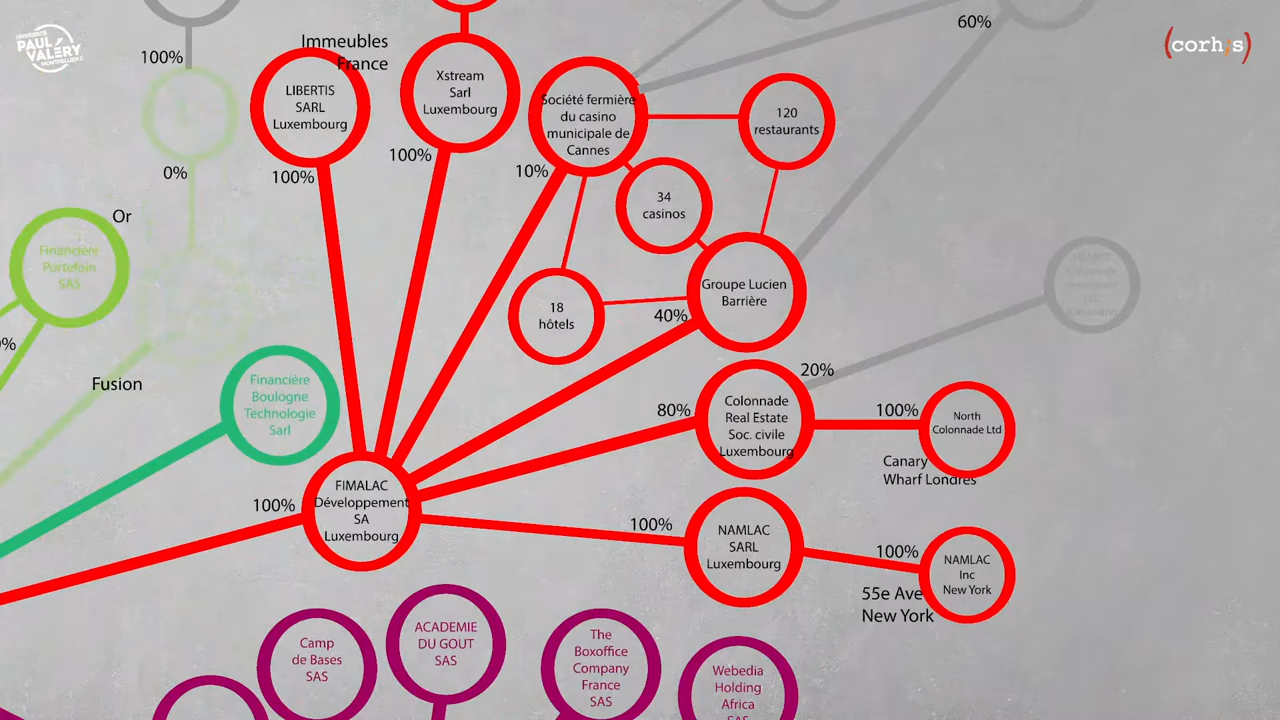 UNIVERSITÉ
PAUL
VALÉRY
MONTPELLIER 3
(corh;s)
60%
100%
Immeubles
France
LIBERTIS
SARL
Luxembourg
Xstream
Sarl
Luxembourg
Société fermière
du casino
municipale de
Cannes
120
restaurants
0%
100%
100%
10%
34
casinos
Or
Financière
Portefoin
SAS
18
hôtels
40%
Groupe Lucien
Barrière
Fusion
Financière
Boulogne
Technologie
Sarl
20%
80%
Colonnade
Real Estate
Soc. civile
Luxembourg
100%
North
Colonnade Ltd
Canary
Wharf Londres
100%
FIMALAC
Développement
SA
Luxembourg
100%
NAMLAC
SARL
Luxembourg
100%
NAMLAC
Inc
New York
55e Ave
New York
Camp
de Bases
SAS
ACADEMIE
DU GOUT
SAS
The
Boxoffice
Company
France
SAS
Webedia
Holding
Africa
SAS